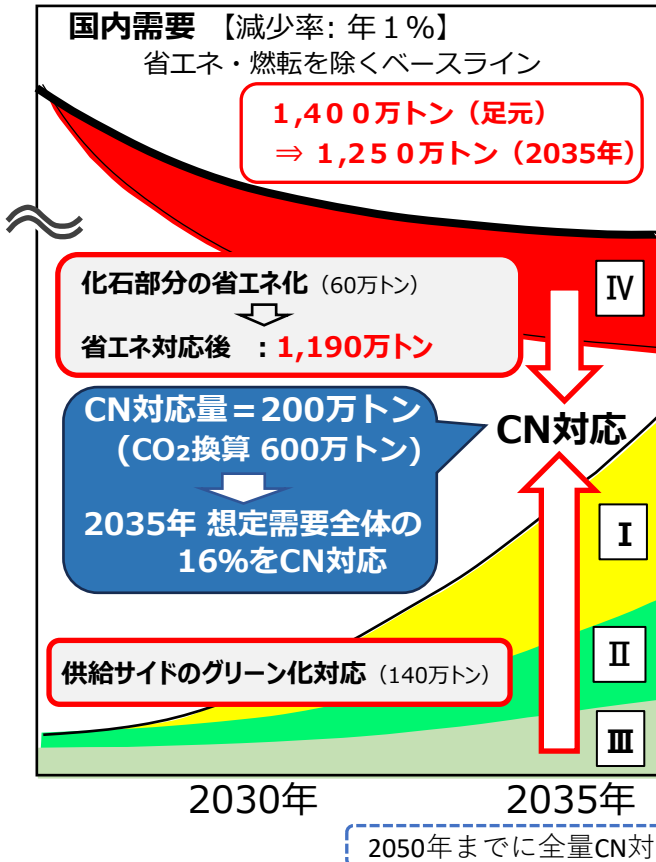 国内需要 【減少率: 年１%】
省エネ・燃転を除くベースライン
1,４００万トン（足元）
⇒ 1,２５０万トン（2035年）
Ⅳ
化石部分の省エネ化（60万トン）
省エネ対応後 ：1,190万トン
CN対応量＝200万トン
(CO₂換算 600万トン)
2035年 想定需要全体の
16%をCN対応
CN対応
Ⅰ
供給サイドのグリーン化対応（140万トン）
Ⅱ
Ⅲ
2030年
2035年
2050年までに全量CN対